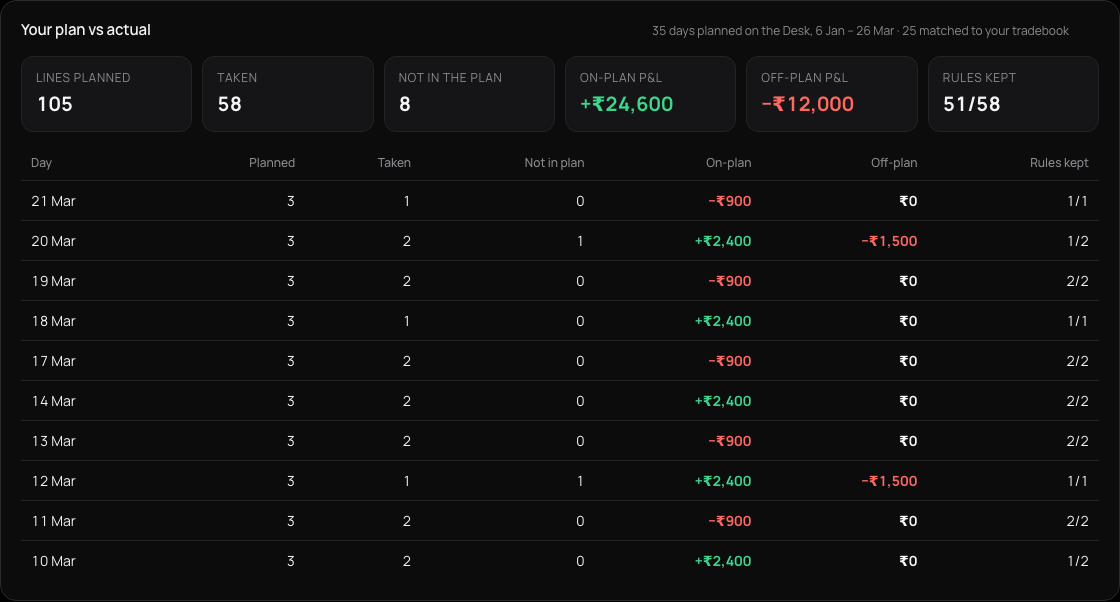 Your plan vs actual 35 days planned on the Desk, 6 Jan – 26 Mar · 25 matched to your tradebook
LINES PLANNED TAKEN NOT IN THE PLAN ON-PLAN P&L OFF-PLAN P&L RULES KEPT
105 58 8 +₹24,600 −₹12,000 51/58
Day Planned Taken Not in plan On-plan Off-plan Rules kept
21 Mar 3 1 0 −₹900 ₹0 1/1
20 Mar 3 2 1 +₹2,400 −₹1,500 1/2
19 Mar 3 2 0 −₹900 ₹0 2/2
18 Mar 3 1 0 +₹2,400 ₹0 1/1
17 Mar 3 2 0 −₹900 ₹0 2/2
14 Mar 3 2 0 +₹2,400 ₹0 2/2
13 Mar 3 2 0 −₹900 ₹0 2/2
12 Mar 3 1 1 +₹2,400 −₹1,500 1/1
11 Mar 3 2 0 −₹900 ₹0 2/2
10 Mar 3 2 0 +₹2,400 ₹0 1/2